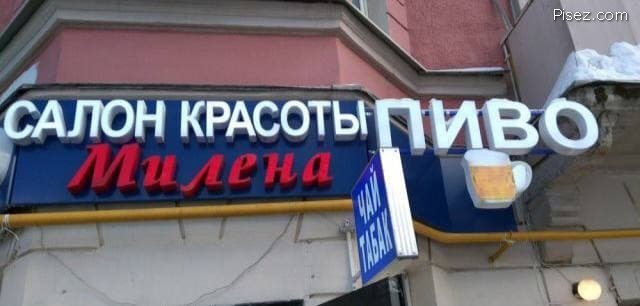 Pisez.com
САЛОН КРАСОТЫ
Милена
ПИВО
ЧАЙ
ТАБАК